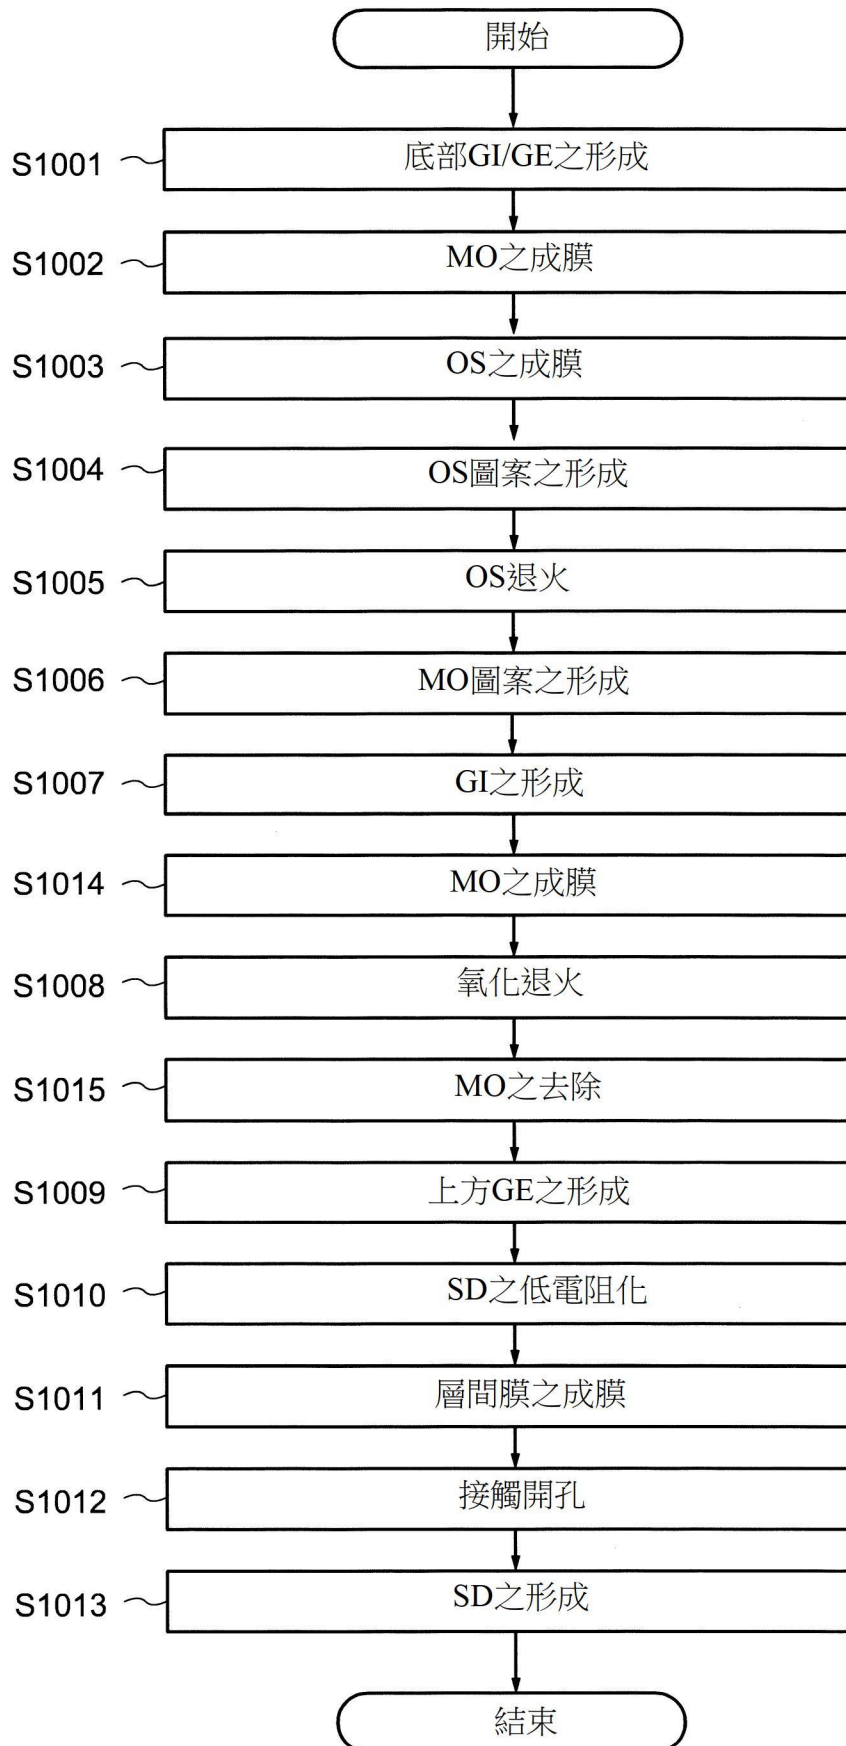 開始
S1001 底部GI/GE之形成
S1002 MO之成膜
S1003 OS之成膜
S1004 OS圖案之形成
S1005 OS退火
S1006 MO圖案之形成
S1007 GI之形成
S1014 MO之成膜
S1008 氧化退火
S1015 MO之去除
S1009 上方GE之形成
S1010 SD之低電阻化
S1011 層間膜之成膜
S1012 接觸開孔
S1013 SD之形成
結束